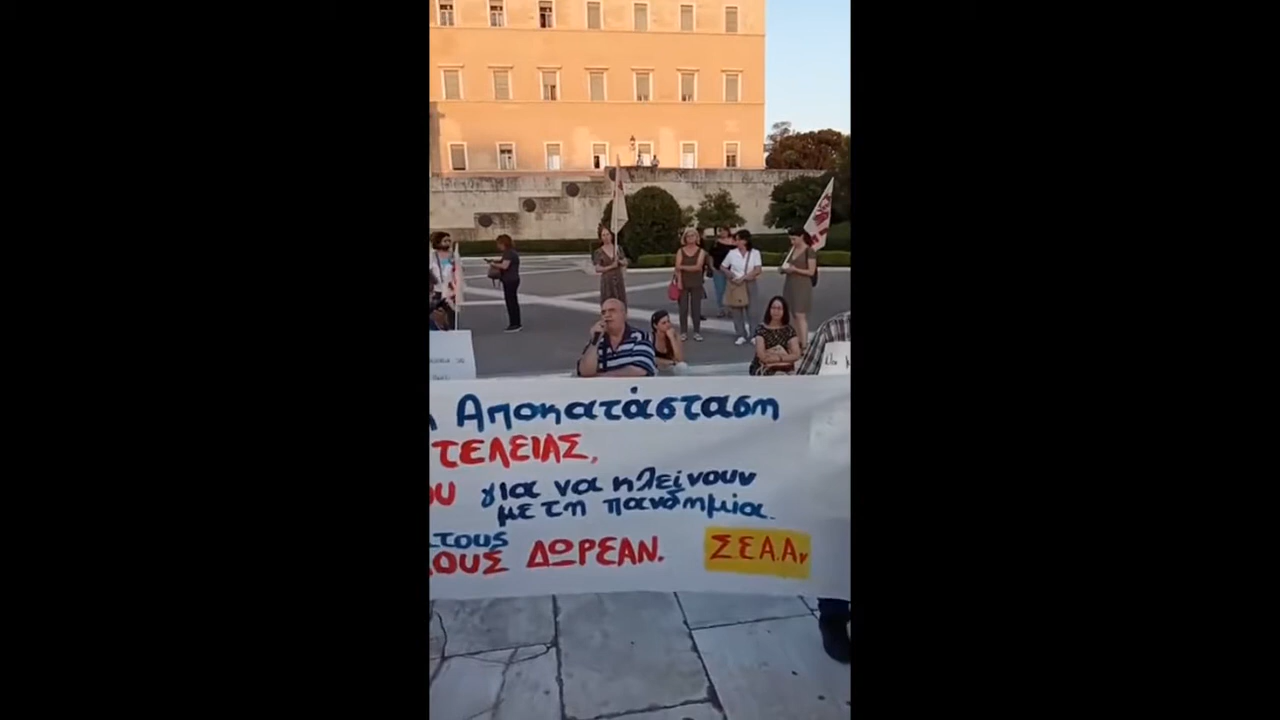 Αποκατάσταση
ΤΕΛΕΙΑΣ,
ΟΥ για να κλείνουν
με τη πανδημία.
τους
ΟΥΣ ΔΩΡΕΑΝ.
ΣΕΑΑν